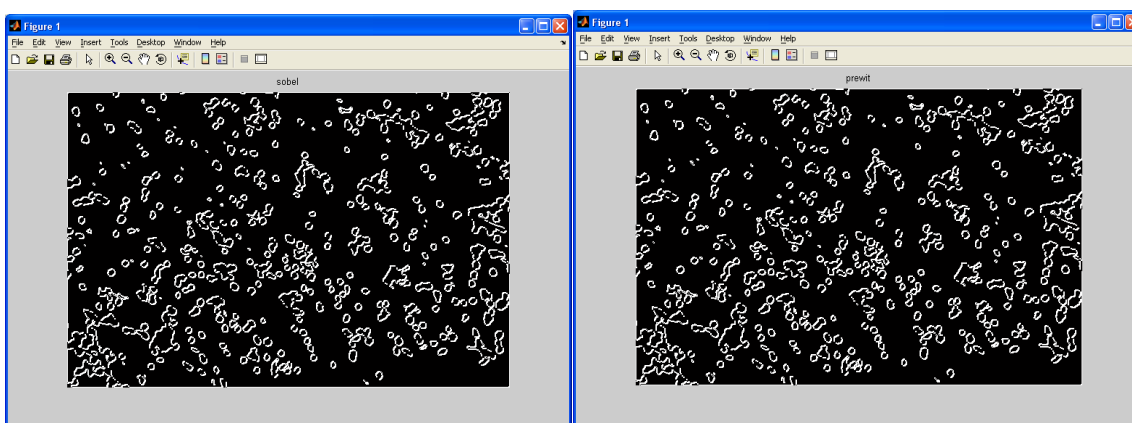 Figure 1
File Edit View Insert Tools Desktop Window Help
sobel
Figure 1
File Edit View Insert Tools Desktop Window Help
prewit